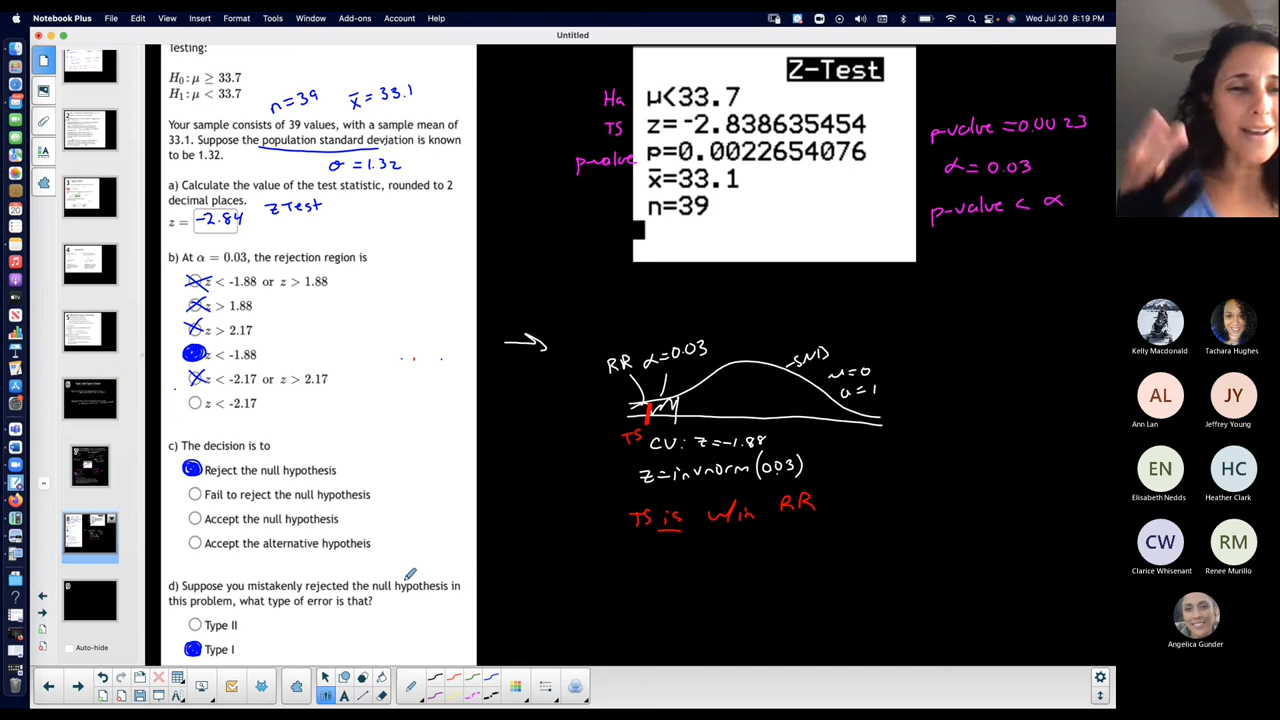 Notebook Plus File Edit View Insert Format Tools Add-ons Account Help
Wed Jul 20 8:19 PM
Untitled
Testing:
H₀: μ ≥ 33.7
H₁: μ < 33.7
n=39 x̄=33.1
Your sample consists of 39 values, with a sample mean of
33.1. Suppose the population standard deviation is known
to be 1.32.
σ = 1.32
a) Calculate the value of the test statistic, rounded to 2
decimal places.
z Test
z = -2.84
b) At α = 0.03, the rejection region is
z < -1.88 or z > 1.88
z > 1.88
z > 2.17
z < -1.88
z < -2.17 or z > 2.17
z < -2.17
c) The decision is to
Reject the null hypothesis
Fail to reject the null hypothesis
Accept the null hypothesis
Accept the alternative hypotheis
d) Suppose you mistakenly rejected the null hypothesis in
this problem, what type of error is that?
Type II
Type I
Z-Test
Ha μ<33.7
TS z=-2.838635454
p-value p=0.0022654076
x̄=33.1
n=39
p-value =0.0023
α = 0.03
p-value < α
RR α=0.03
SND
μ=0
σ=1
TS
CV: z=-1.88
z=invnorm(0.03)
TS is w/in RR
Auto-hide
Kelly Macdonald
Tachara Hughes
AL
Ann Lan
JY
Jeffrey Young
EN
Elisabeth Nedds
HC
Heather Clark
CW
Clarice Whisenant
RM
Renee Murillo
Angelica Gunder